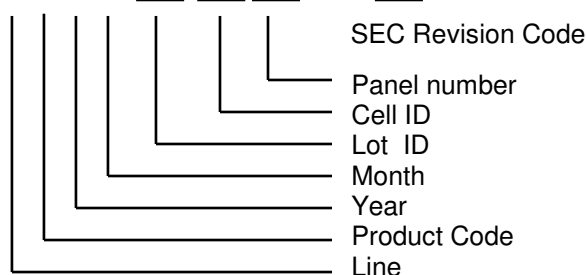 SEC Revision Code
Panel number
Cell ID
Lot ID
Month
Year
Product Code
Line